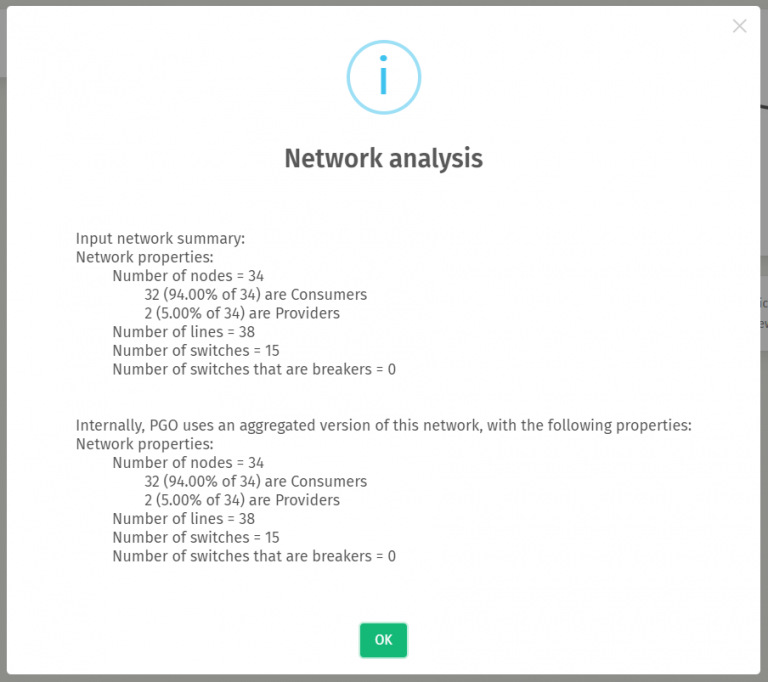 Network analysis
Input network summary:
Network properties:
Number of nodes = 34
32 (94.00% of 34) are Consumers
2 (5.00% of 34) are Providers
Number of lines = 38
Number of switches = 15
Number of switches that are breakers = 0
Internally, PGO uses an aggregated version of this network, with the following properties:
Network properties:
Number of nodes = 34
32 (94.00% of 34) are Consumers
2 (5.00% of 34) are Providers
Number of lines = 38
Number of switches = 15
Number of switches that are breakers = 0
OK